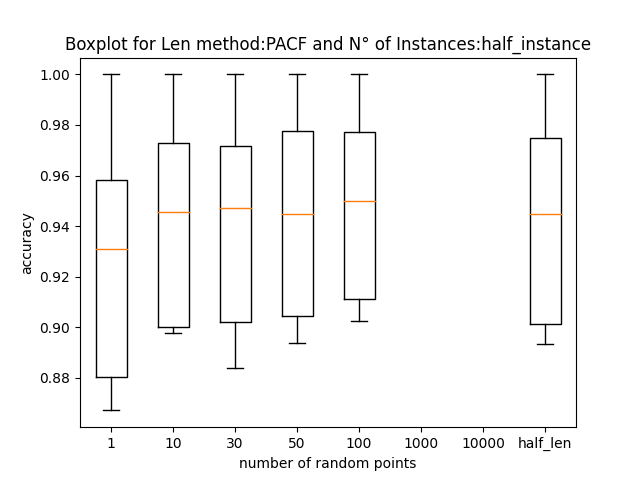 Boxplot for Len method:PACF and N° of Instances:half_instance
1.00
0.98
0.96
0.94
0.92
0.90
0.88
accuracy
1 10 30 50 100 1000 10000 half_len
number of random points